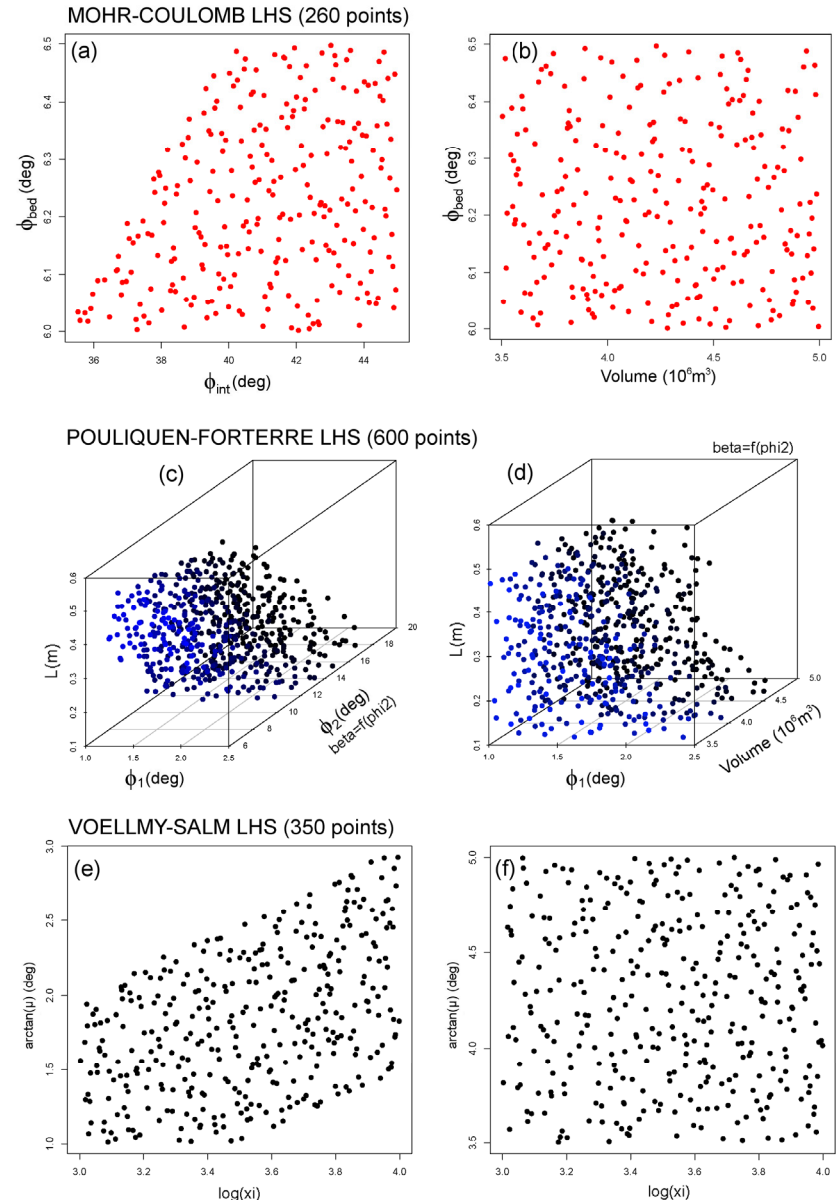 MOHR-COULOMB LHS (260 points)
(a)
6.5
6.4
6.3
6.2
6.1
6.0
ϕbed (deg)
36 38 40 42 44
ϕint (deg)
(b)
6.5
6.4
6.3
6.2
6.1
6.0
ϕbed (deg)
3.5 4.0 4.5 5.0
Volume (10⁶m³)
POULIQUEN-FORTERRE LHS (600 points)
(c)
0.6
0.5
0.4
0.3
0.2
0.1
L(m)
1.0 1.5 2.0 2.5
ϕ1(deg)
6 8 10 12 14 16 18 20
ϕ2(deg)
beta=f(phi2)
(d)
beta=f(phi2)
0.6
0.5
0.4
0.3
0.2
0.1
L(m)
1.0 1.5 2.0 2.5
ϕ1(deg)
3.5 4.0 4.5 5.0
Volume (10⁶m³)
VOELLMY-SALM LHS (350 points)
(e)
3.0
2.5
2.0
1.5
1.0
arctan(μ) (deg)
3.0 3.2 3.4 3.6 3.8 4.0
log(xi)
(f)
5.0
4.5
4.0
3.5
arctan(μ) (deg)
3.0 3.2 3.4 3.6 3.8 4.0
log(xi)